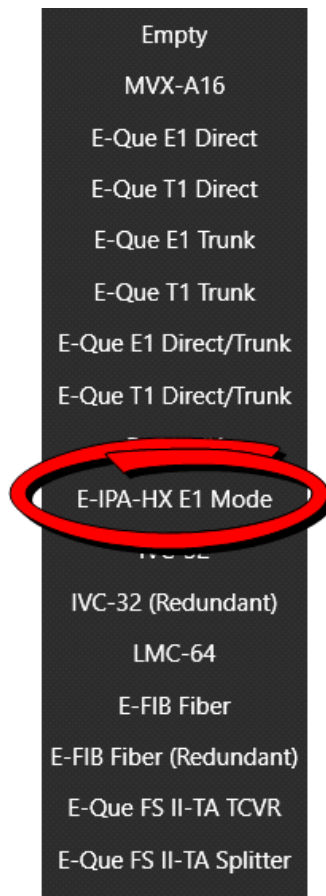 Empty
MVX-A16
E-Que E1 Direct
E-Que T1 Direct
E-Que E1 Trunk
E-Que T1 Trunk
E-Que E1 Direct/Trunk
E-Que T1 Direct/Trunk
E-IPA-HX E1 Mode
IVC-32
IVC-32 (Redundant)
LMC-64
E-FIB Fiber
E-FIB Fiber (Redundant)
E-Que FS II-TA TCVR
E-Que FS II-TA Splitter